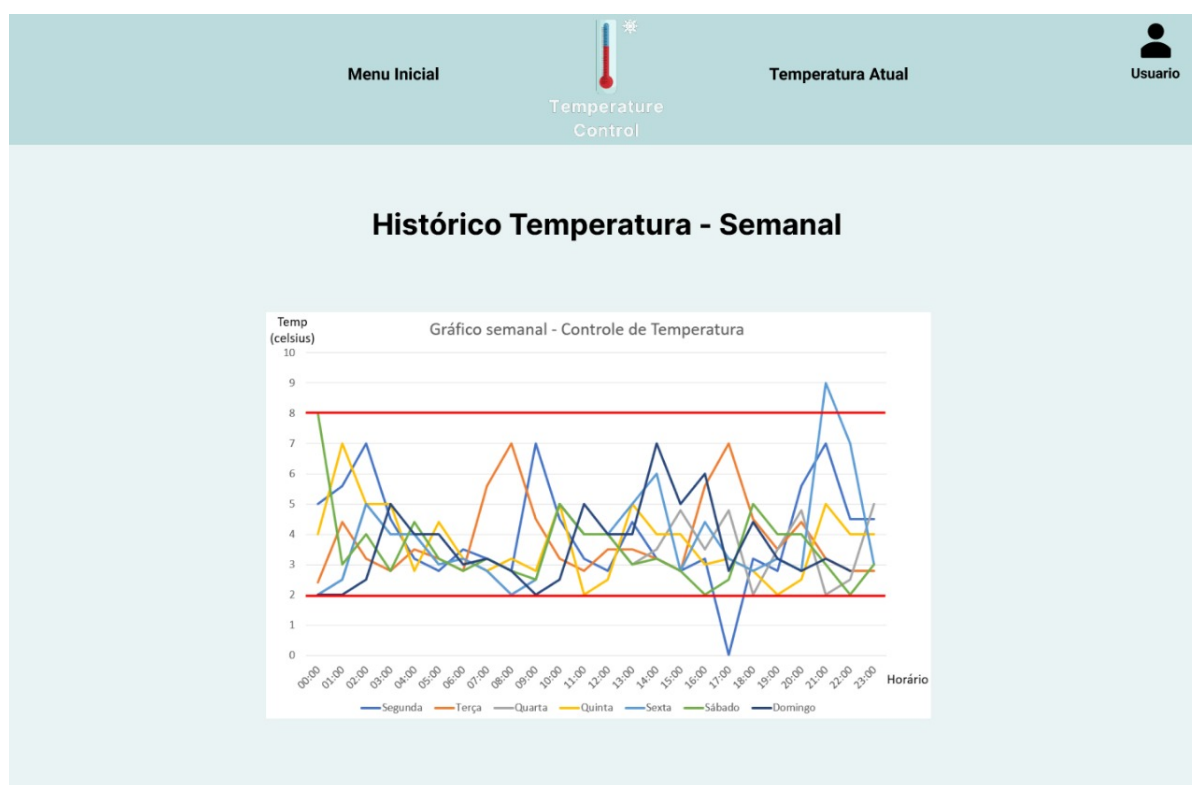 Menu Inicial
Temperature
Control
Temperatura Atual
Usuario
Histórico Temperatura - Semanal
Temp
(celsius)
Gráfico semanal - Controle de Temperatura
10
9
8
7
6
5
4
3
2
1
0
00:00 01:00 02:00 03:00 04:00 05:00 06:00 07:00 08:00 09:00 10:00 11:00 12:00 13:00 14:00 15:00 16:00 17:00 18:00 19:00 20:00 21:00 22:00 23:00 Horário
Segunda Terça Quarta Quinta Sexta Sábado Domingo